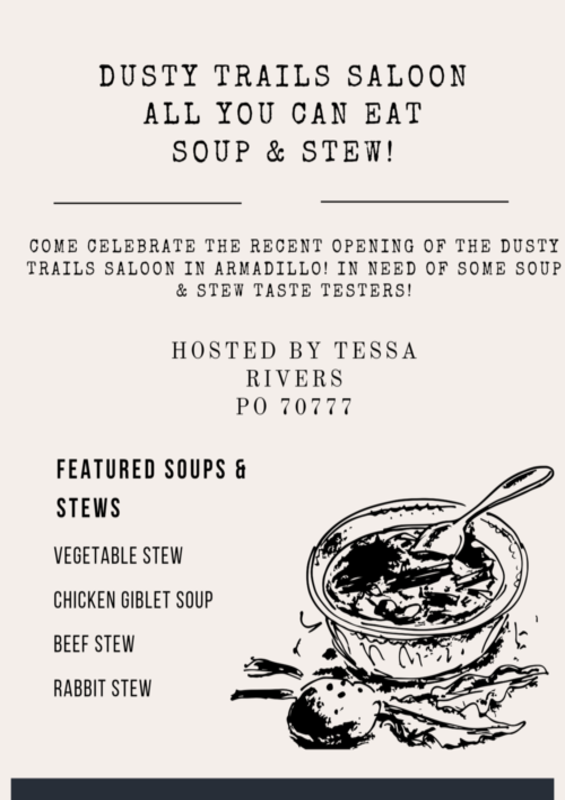 DUSTY TRAILS SALOON
ALL YOU CAN EAT
SOUP & STEW!
COME CELEBRATE THE RECENT OPENING OF THE DUSTY
TRAILS SALOON IN ARMADILLO! IN NEED OF SOME SOUP
& STEW TASTE TESTERS!
HOSTED BY TESSA
RIVERS
PO 70777
FEATURED SOUPS &
STEWS
VEGETABLE STEW
CHICKEN GIBLET SOUP
BEEF STEW
RABBIT STEW